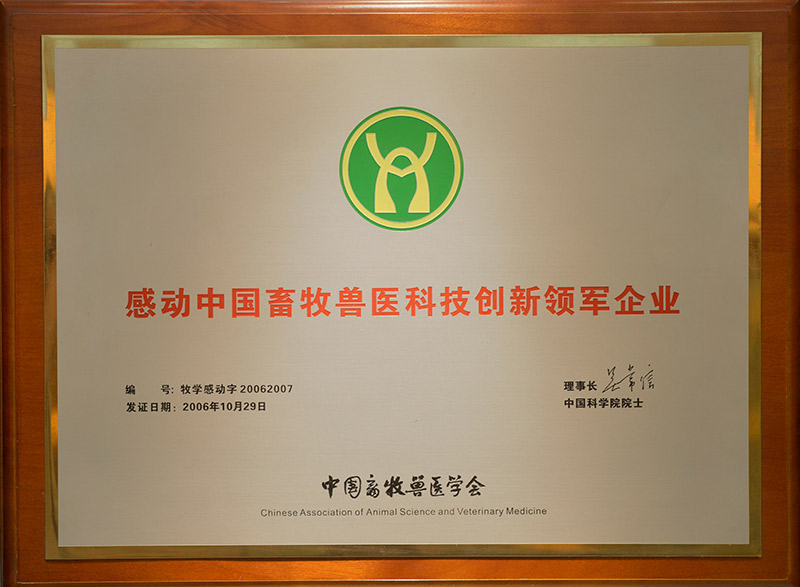 感动中国畜牧兽医科技创新领军企业
编 号: 牧学感动字 20062007
发证日期: 2006年10月29日
理事长 吴常信
中国科学院院士
中国畜牧兽医学会
Chinese Association of Animal Science and Veterinary Medicine